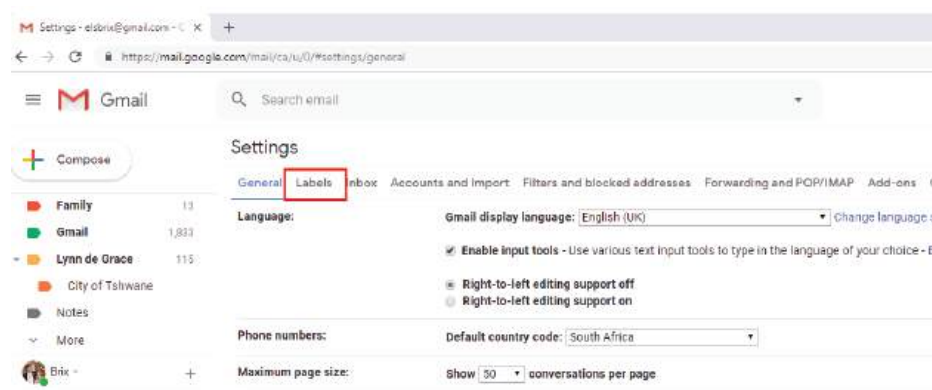 Settings - elsbrix@gmail.com - G
https://mail.google.com/mail/ca/u/0/#settings/general
Gmail
Search email
Compose
Settings
General Labels Inbox Accounts and Import Filters and blocked addresses Forwarding and POP/IMAP Add-ons
Family 13
Gmail 1,833
Lynn de Grace 115
City of Tshwane
Notes
More
Brix
Language:
Gmail display language: English (UK) Change language
Enable input tools - Use various text input tools to type in the language of your choice -
Right-to-left editing support off
Right-to-left editing support on
Phone numbers:
Default country code: South Africa
Maximum page size:
Show 50 conversations per page